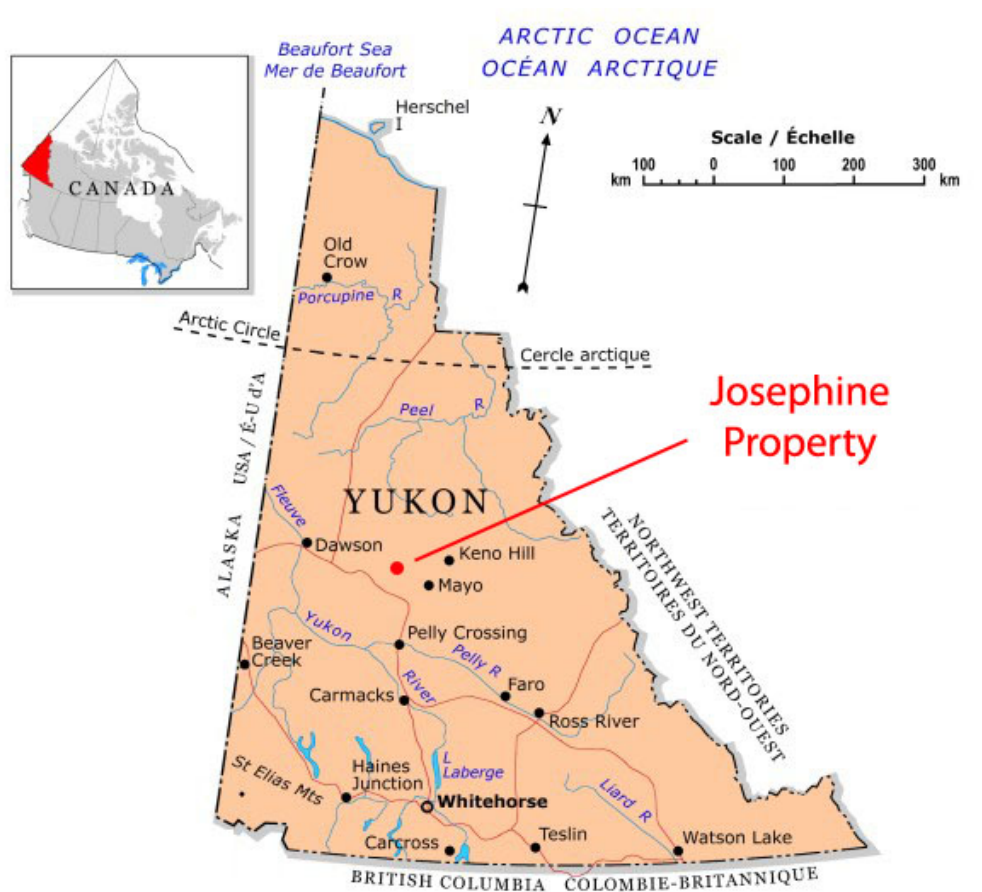 Beaufort Sea
Mer de Beaufort
ARCTIC OCEAN
OCÉAN ARCTIQUE
Herschel
I
N
Scale / Échelle
100 0 100 200 300
km km
CANADA
Old
Crow
Porcupine R
Arctic Circle
Cercle arctique
Peel R
Josephine
Property
ALASKA USA / É-U d'A
YUKON
Fleuve
Dawson
Keno Hill
Mayo
NORTHWEST TERRITORIES
TERRITOIRES DU NORD-OUEST
Yukon
River
Pelly Crossing
Pelly R
Beaver
Creek
Faro
Carmacks
Ross River
L
Laberge
St Elias Mts
Haines
Junction
Whitehorse
Liard R
Carcross
Teslin
Watson Lake
BRITISH COLUMBIA COLOMBIE-BRITANNIQUE